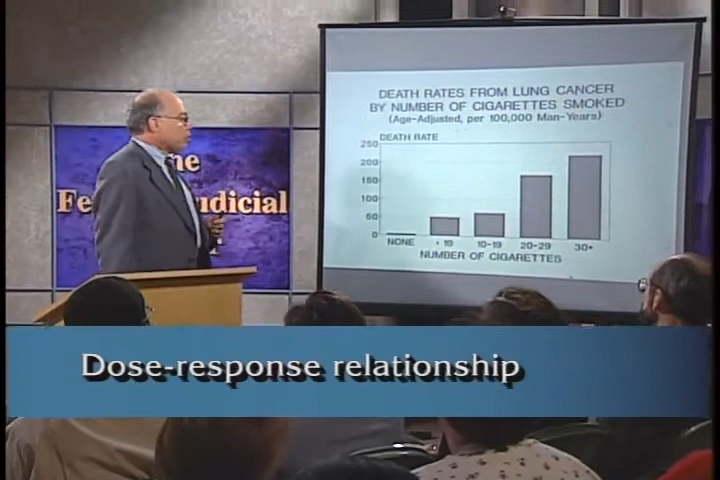 DEATH RATES FROM LUNG CANCER
BY NUMBER OF CIGARETTES SMOKED
(Age-Adjusted, per 100,000 Man-Years)
DEATH RATE
250
200
150
100
50
0
NONE
10
10-19
20-29
30+
NUMBER OF CIGARETTES
The
Fe
udicial
Dose-response relationship